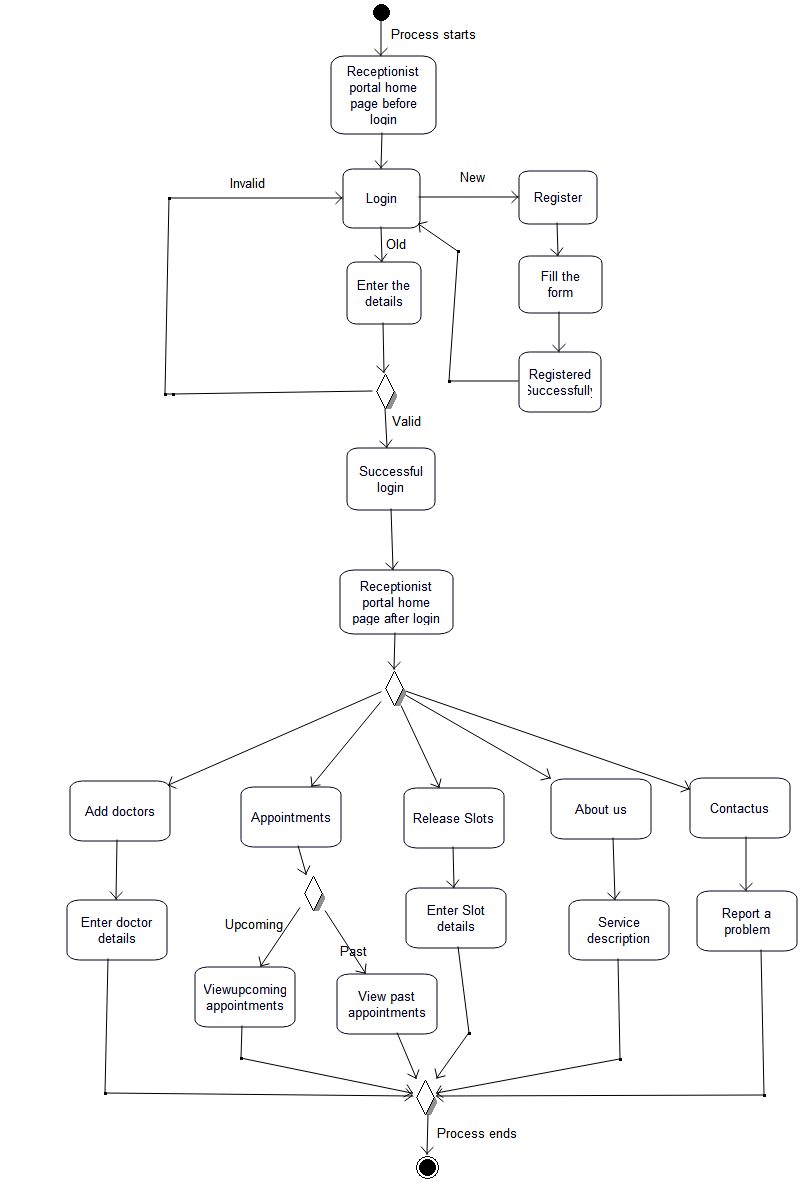 Process starts
Receptionist
portal home
page before
login
Invalid
Login
New
Register
Old
Enter the
details
Fill the
form
Registered
Successfully
Valid
Successful
login
Receptionist
portal home
page after login
Add doctors
Appointments
Release Slots
About us
Contactus
Enter doctor
details
Upcoming
Past
Enter Slot
details
Service
description
Report a
problem
Viewupcoming
appointments
View past
appointments
Process ends